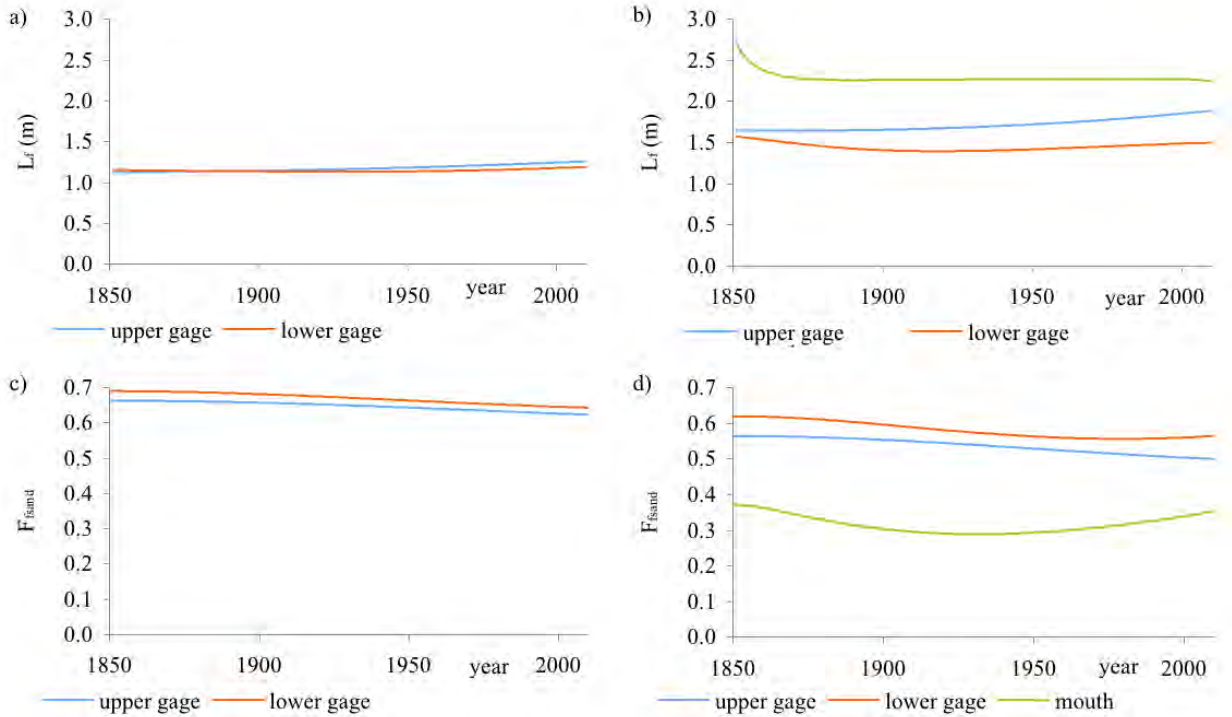 a)
3.0
2.5
2.0
1.5
1.0
0.5
0.0
L_f (m)
1850 1900 1950 year 2000
upper gage lower gage
b)
3.0
2.5
2.0
1.5
1.0
0.5
0.0
L_f (m)
1850 1900 1950 year 2000
upper gage lower gage
c)
0.7
0.6
0.5
0.4
0.3
0.2
0.1
0.0
F_fsand
1850 1900 1950 year 2000
upper gage lower gage
d)
0.7
0.6
0.5
0.4
0.3
0.2
0.1
0.0
F_fsand
1850 1900 1950 year 2000
upper gage lower gage mouth